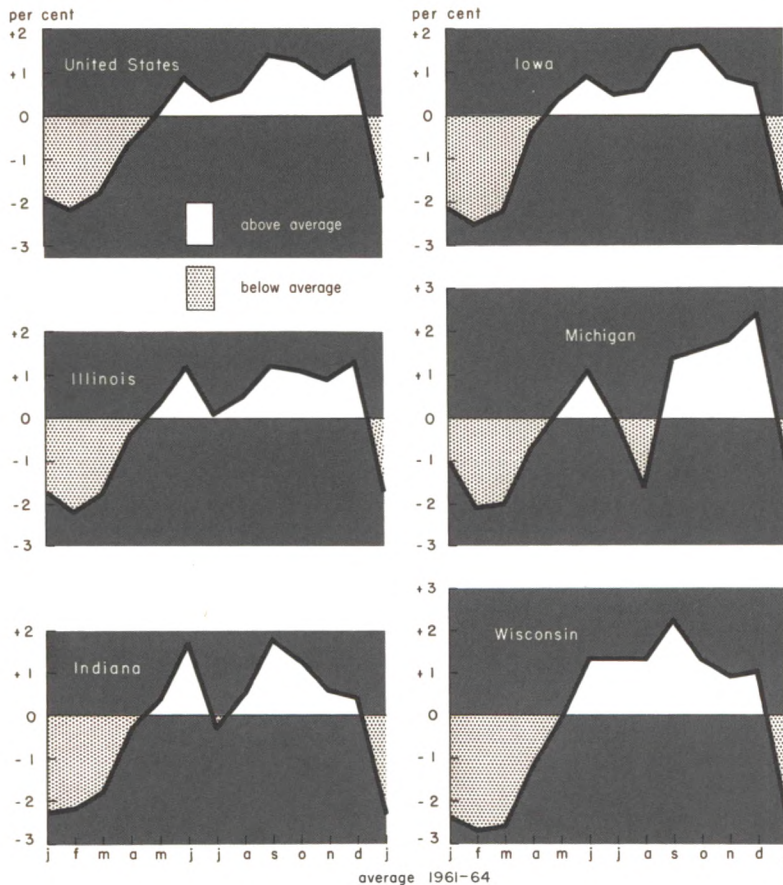 per cent
+2
United States
+1
0
-1
-2
-3
above average
below average
per cent
+2
Iowa
+1
0
-1
-2
-3
+2
Illinois
+1
0
-1
-2
-3
+3
+2
Michigan
+1
0
-1
-2
-3
+2
Indiana
+1
0
-1
-2
-3
j f m a m j j a s o n d j
+3
+2
Wisconsin
+1
0
-1
-2
-3
j f m a m j j a s o n d
average 1961-64